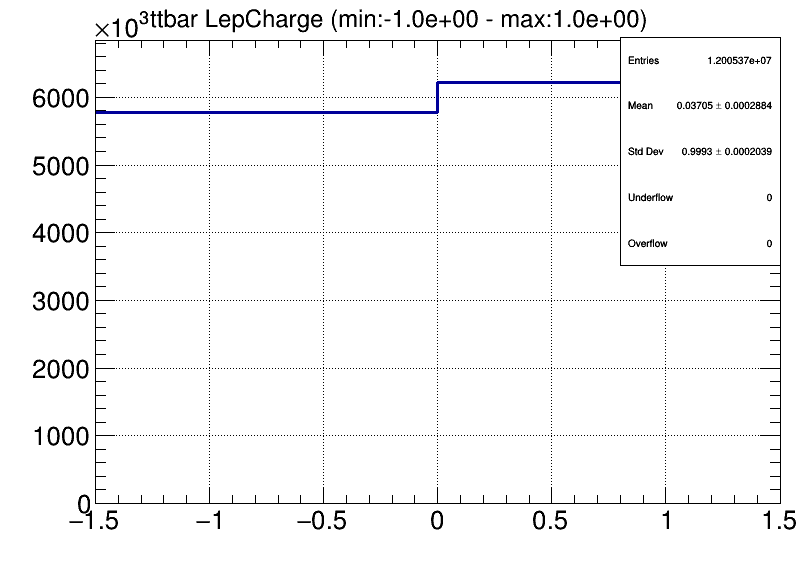 ×10³ ttbar LepCharge (min:-1.0e+00 - max:1.0e+00)
Entries 1.200537e+07
Mean 0.03705 ± 0.0002884
Std Dev 0.9993 ± 0.0002039
Underflow 0
Overflow 0
6000
5000
4000
3000
2000
1000
0
−1.5 −1 −0.5 0 0.5 1 1.5